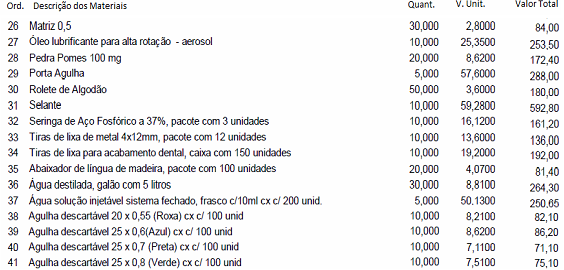 Ord. Descrição dos Materiais Quant. V. Unit. Valor Total
26 Matriz 0,5 30,000 2,8000 84,00
27 Óleo lubrificante para alta rotação - aerosol 10,000 25,3500 253,50
28 Pedra Pomes 100 mg 20,000 8,6200 172,40
29 Porta Agulha 5,000 57,6000 288,00
30 Rolete de Algodão 50,000 3,6000 180,00
31 Selante 10,000 59,2800 592,80
32 Seringa de Aço Fosfórico a 37%, pacote com 3 unidades 10,000 16,1200 161,20
33 Tiras de lixa de metal 4x12mm, pacote com 12 unidades 10,000 13,6000 136,00
34 Tiras de lixa para acabamento dental, caixa com 150 unidades 10,000 19,2000 192,00
35 Abaixador de língua de madeira, pacote com 100 unidades 20,000 4,0700 81,40
36 Água destilada, galão com 5 litros 30,000 8,8100 264,30
37 Água solução injetável sistema fechado, frasco c/10ml cx c/ 200 unid. 5,000 50.1300 250,65
38 Agulha descartável 20 x 0,55 (Roxa) cx c/ 100 unid 10,000 8,2100 82,10
39 Agulha descartável 25 x 0,6(Azul) cx c/ 100 unid 10,000 8,6200 86,20
40 Agulha descartável 25 x 0,7 (Preta) cx c/ 100 unid 10,000 7,1100 71,10
41 Agulha descartável 25 x 0,8 (Verde) cx c/ 100 unid 10,000 7,5100 75,10